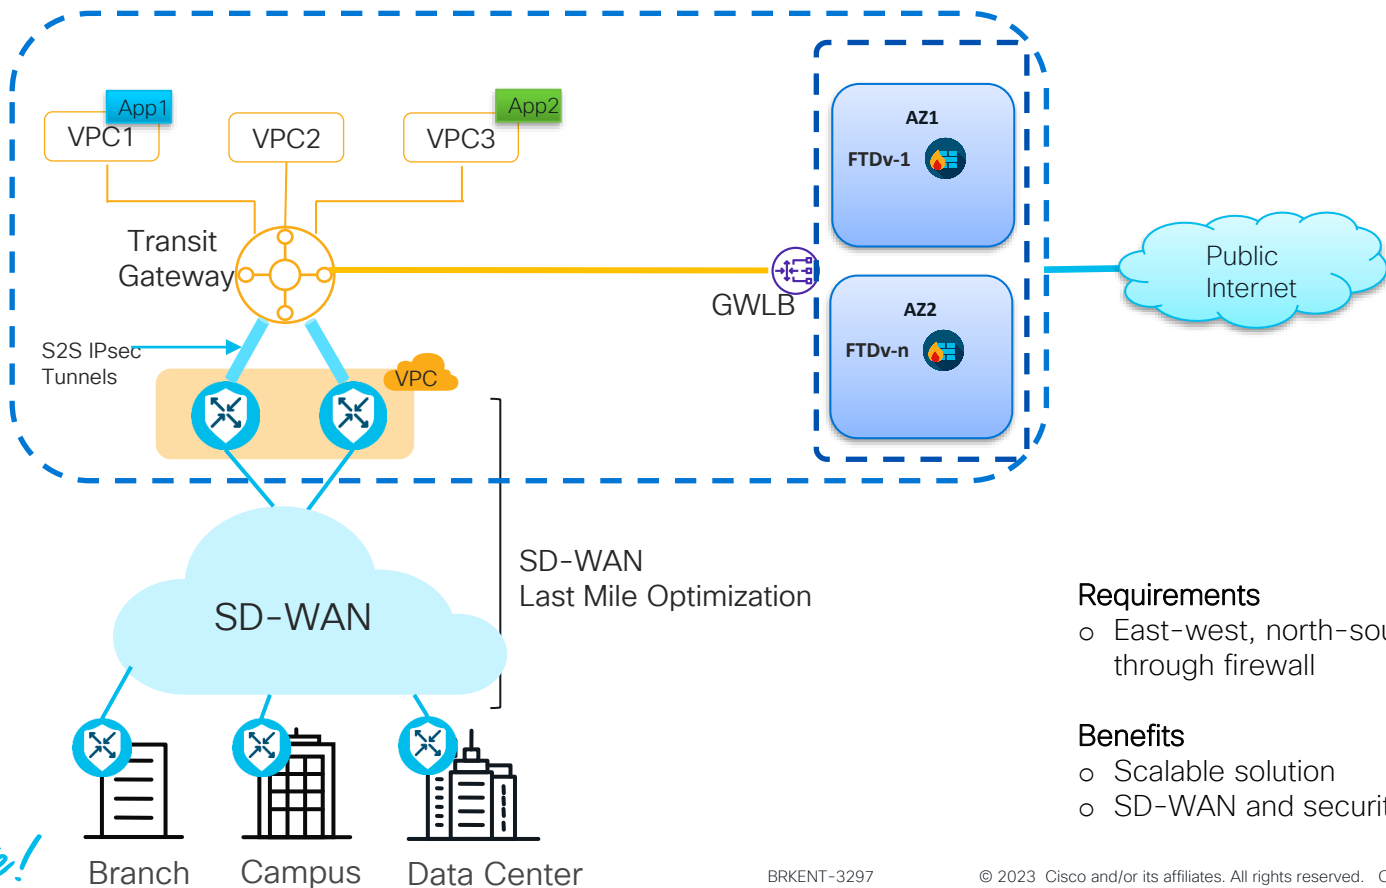 App1
VPC1
VPC2
App2
VPC3
Transit
Gateway
S2S IPsec
Tunnels
VPC
GWLB
AZ1
FTDv-1
AZ2
FTDv-n
Public
Internet
SD-WAN
Last Mile Optimization
SD-WAN
Branch
Campus
Data Center
Requirements
o East-west, north-sou
through firewall
Benefits
o Scalable solution
o SD-WAN and securit
BRKENT-3297
© 2023 Cisco and/or its affiliates. All rights reserved. C